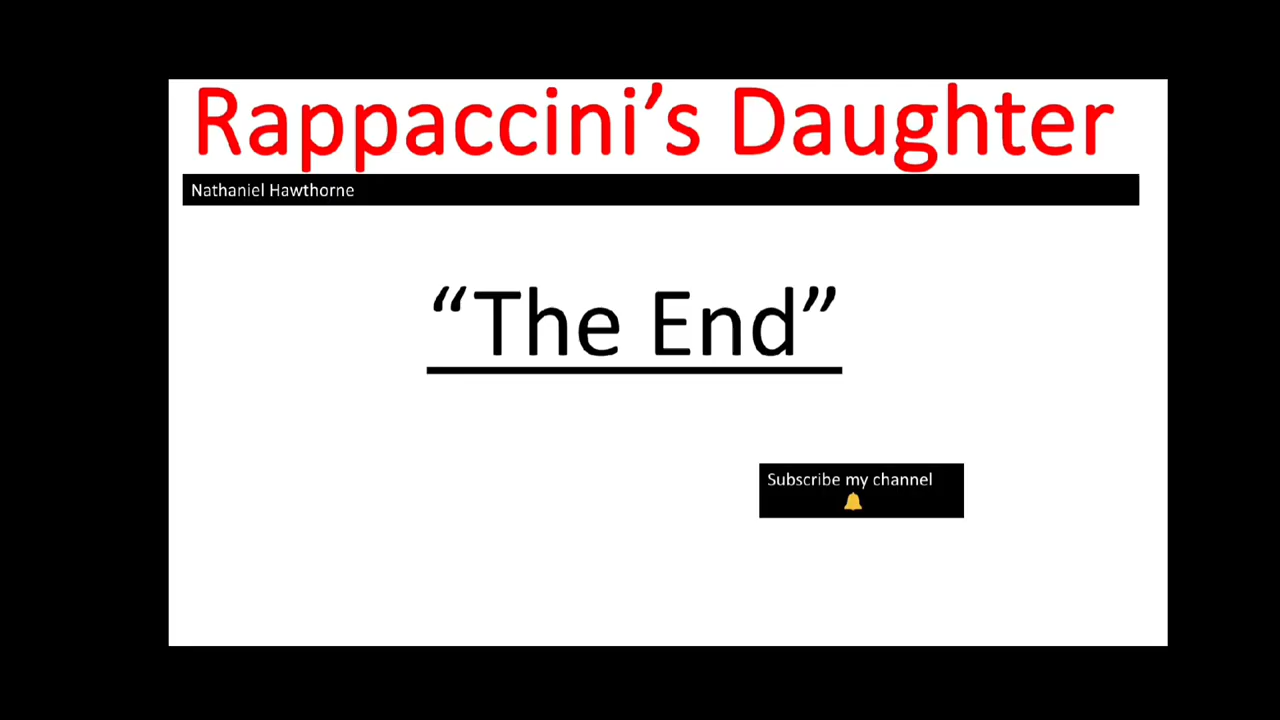 Rappaccini’s Daughter
Nathaniel Hawthorne
“The End”
Subscribe my channel
🔔